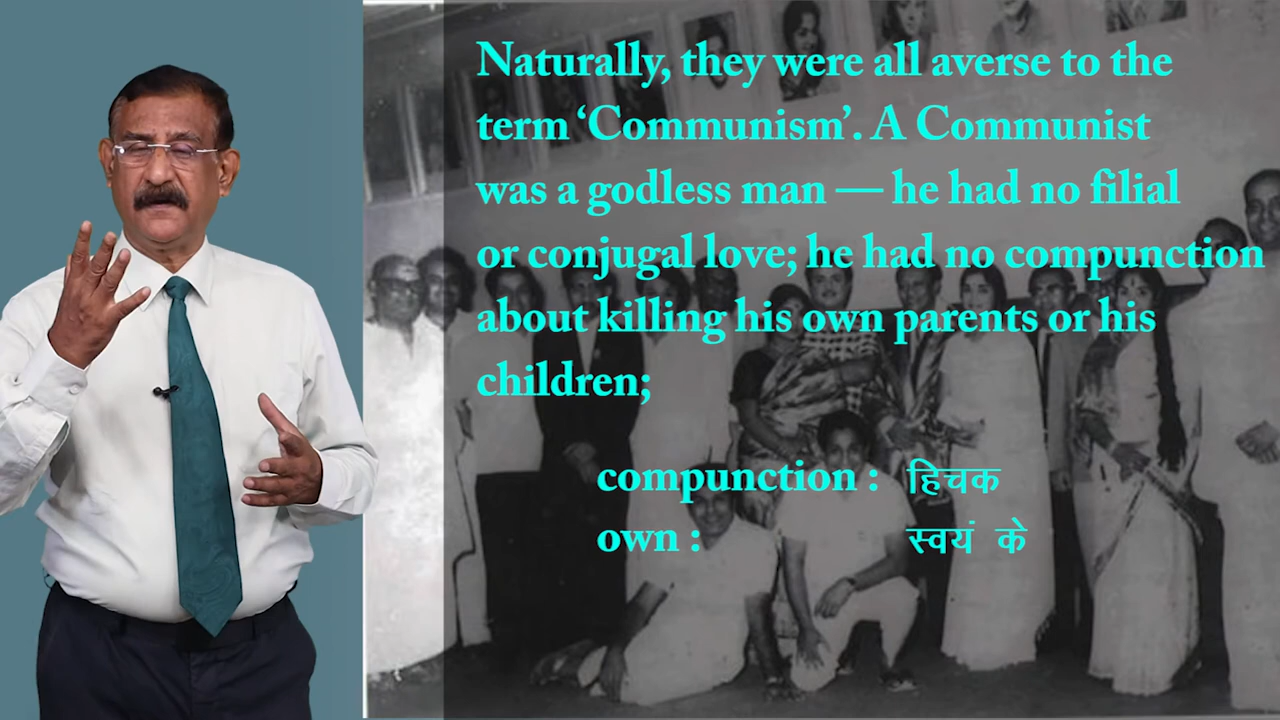 Naturally, they were all averse to the
term ‘Communism’. A Communist
was a godless man — he had no filial
or conjugal love; he had no compunction
about killing his own parents or his
children;
compunction : हिचक
own : स्वयं के